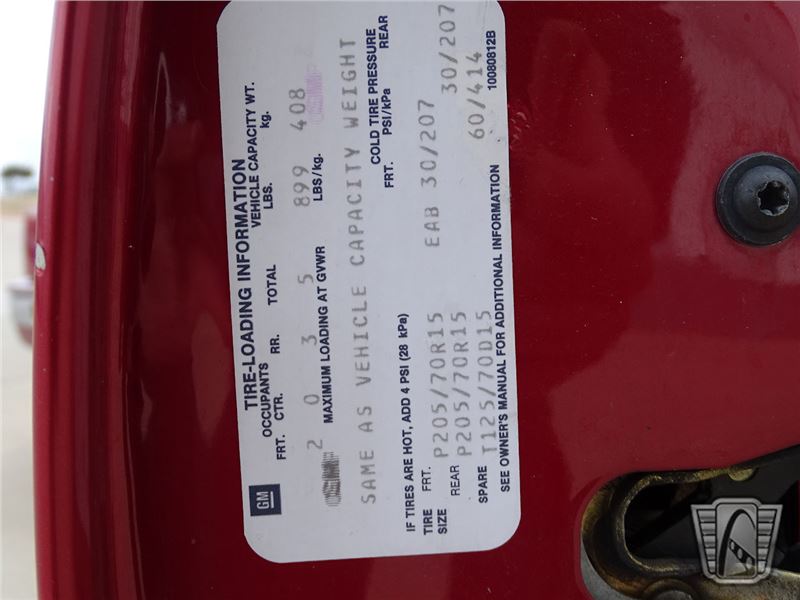 GM
TIRE-LOADING INFORMATION
OCCUPANTS VEHICLE CAPACITY WT.
FRT. CTR. RR. TOTAL LBS. kg.
2 0 3 5 899 408
MAXIMUM LOADING AT GVWR LBS/kg.
SAME AS VEHICLE CAPACITY WEIGHT
COLD TIRE PRESSURE
FRT. PSI/kPa REAR
IF TIRES ARE HOT, ADD 4 PSI (28 kPa)
TIRE SIZE
FRT. P205/70R15 EAB 30/207 30/207
REAR P205/70R15
SPARE T125/70D15 60/414
SEE OWNER'S MANUAL FOR ADDITIONAL INFORMATION 10080812B